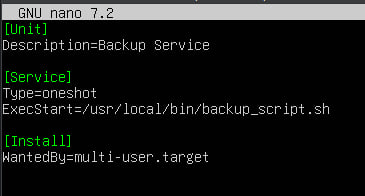 GNU nano 7.2
[Unit]
Description=Backup Service
[Service]
Type=oneshot
ExecStart=/usr/local/bin/backup_script.sh
[Install]
WantedBy=multi-user.target